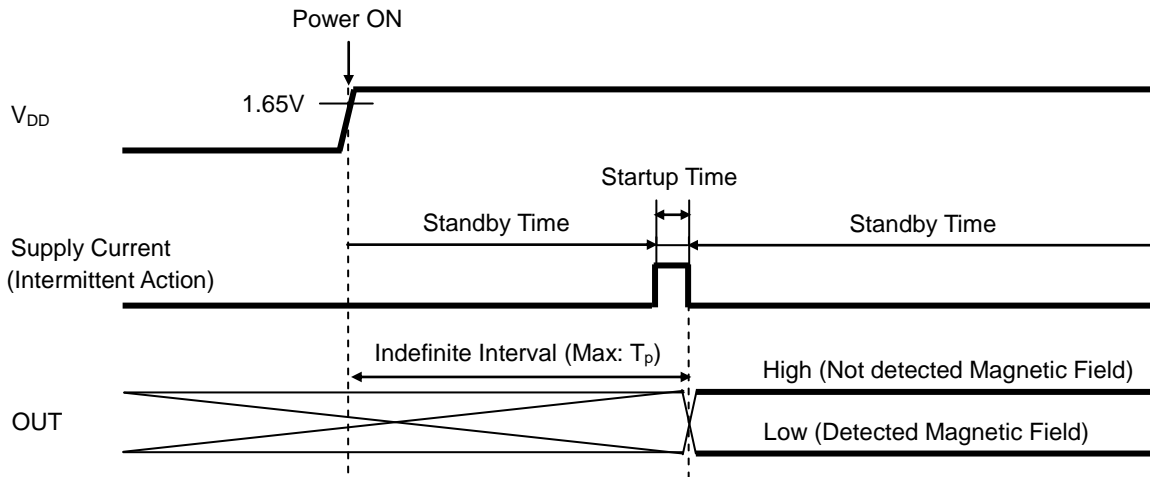 Power ON
1.65V
VDD
Startup Time
Standby Time
Standby Time
Supply Current
(Intermittent Action)
Indefinite Interval (Max: Tp)
High (Not detected Magnetic Field)
OUT
Low (Detected Magnetic Field)